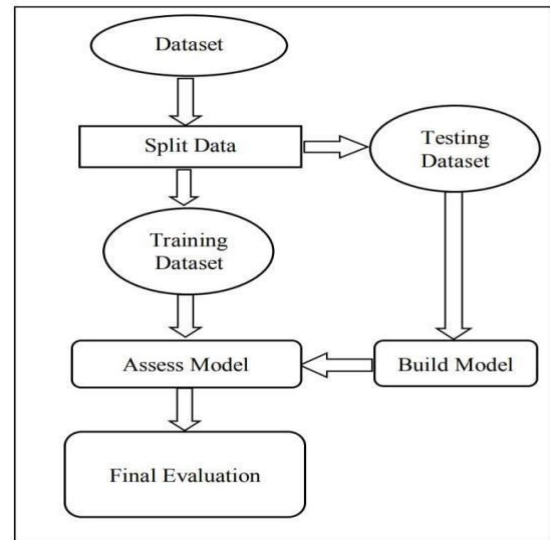 Dataset
Split Data
Testing
Dataset
Training
Dataset
Assess Model
Build Model
Final Evaluation